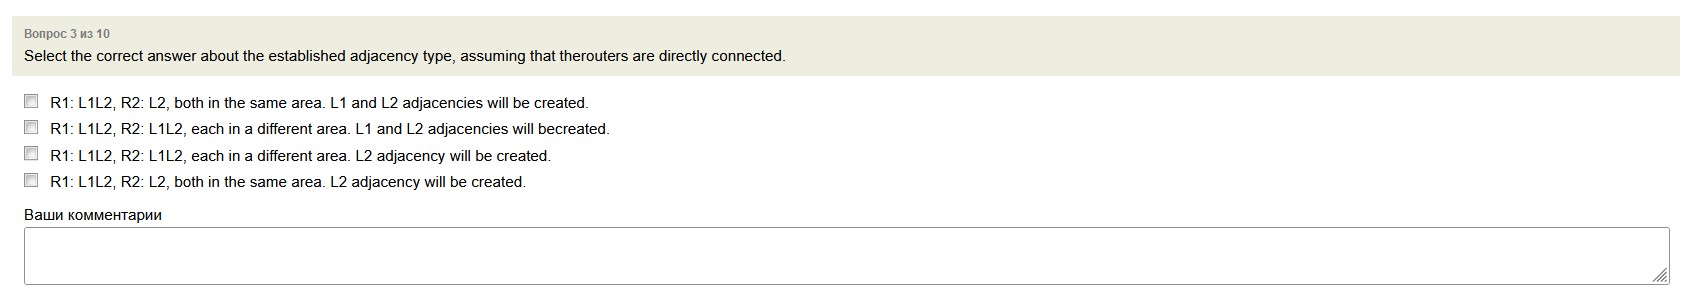 Вопрос 3 из 10
Select the correct answer about the established adjacency type, assuming that therouters are directly connected.
R1: L1L2, R2: L2, both in the same area. L1 and L2 adjacencies will be created.
R1: L1L2, R2: L1L2, each in a different area. L1 and L2 adjacencies will becreated.
R1: L1L2, R2: L1L2, each in a different area. L2 adjacency will be created.
R1: L1L2, R2: L2, both in the same area. L2 adjacency will be created.
Ваши комментарии